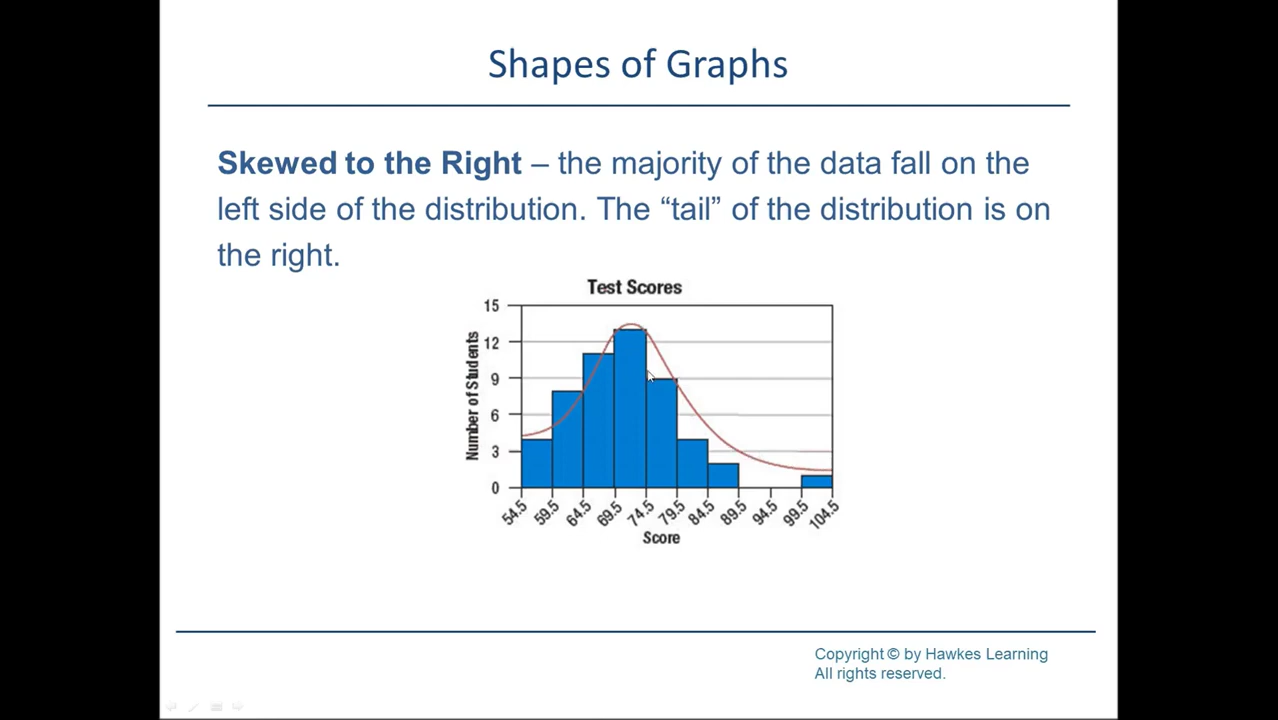 Shapes of Graphs
Skewed to the Right – the majority of the data fall on the
left side of the distribution. The “tail” of the distribution is on
the right.
Test Scores
Number of Students
15
12
9
6
3
0
54.5 59.5 64.5 69.5 74.5 79.5 84.5 89.5 94.5 99.5 104.5
Score
Copyright © by Hawkes Learning
All rights reserved.